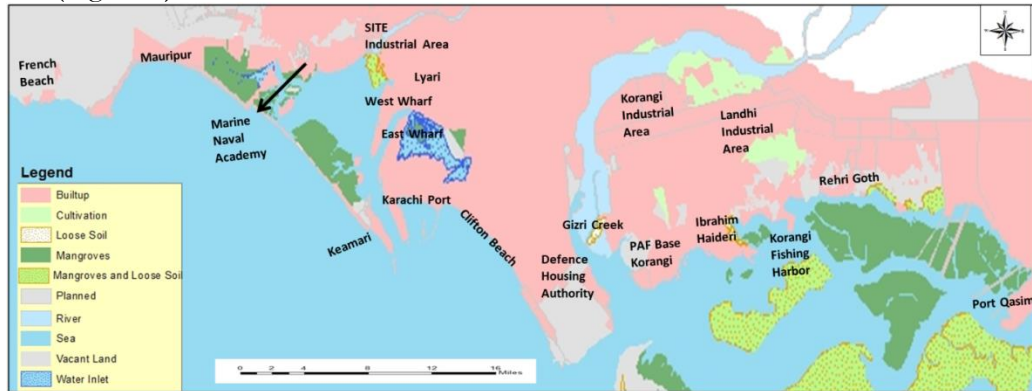 SITE
Industrial Area
French
Beach
Mauripur
Lyari
West Wharf
East Wharf
Marine
Naval
Academy
Karachi Port
Keamari
Clifton Beach
Korangi
Industrial
Area
Landhi
Industrial
Area
Rehri Goth
Gizri Creek
PAF Base
Korangi
Ibrahim
Haideri
Korangi
Fishing
Harbor
Defence
Housing
Authority
Port Qasim
Legend
Builtup
Cultivation
Loose Soil
Mangroves
Mangroves and Loose Soil
Planned
River
Sea
Vacant Land
Water Inlet
0 2 4 8 12 16
Miles